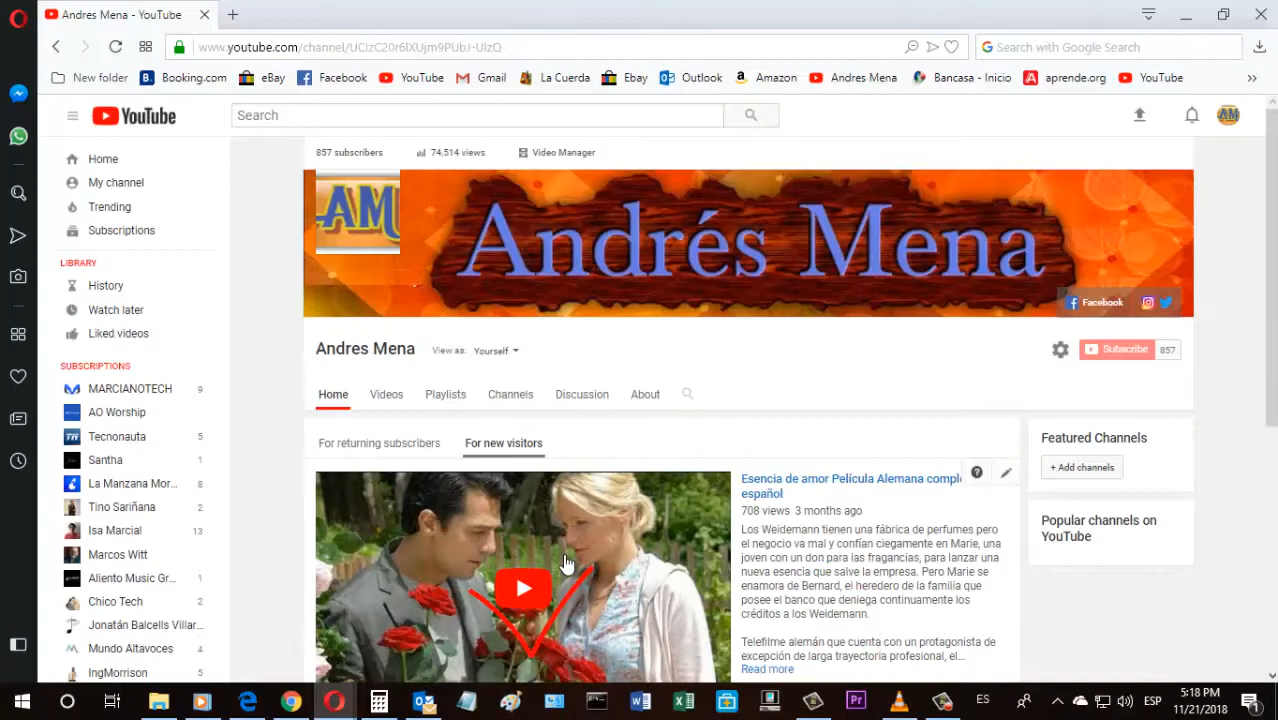 Andres Mena - YouTube
www.youtube.com/channel/
Search with Google Search
New folder
Booking.com
eBay
Facebook
YouTube
Gmail
La Cuerda
Ebay
Outlook
Amazon
Andres Mena
Bancasa - Inicio
aprende.org
YouTube
YouTube
Search
AM
Home
My channel
Trending
Subscriptions
LIBRARY
History
Watch later
Liked videos
SUBSCRIPTIONS
MARCIANOTECH 9
AO Worship
Tecnonauta 5
Santha 1
La Manzana Mor... 8
Tino Sariñana 2
Isa Marcial 13
Marcos Witt
Aliento Music Gr... 1
Chico Tech 2
Jonatán Balcells Villar...
Mundo Altavoces 4
IngMorrison
857 subscribers
74,514 views
Video Manager
AM
Andrés Mena
Facebook
Andres Mena
View as: Yourself
Subscribe 857
Home
Videos
Playlists
Channels
Discussion
About
For returning subscribers
For new visitors
Esencia de amor Película Alemana compl
español
708 views 3 months ago
Los Weidemann tienen una fábrica de perfumes pero
el negocio va mal y confían ciegamente en Marie, una
joven con un don para las fragancias, para lanzar una
nueva esencia que salve la empresa. Pero Marie se
enamora de Bernard, el heredero de la familia que
posee el banco que deniega continuamente los
créditos a los Weidemann.
Telefilme alemán que cuenta con un protagonista de
excepción de larga trayectoria profesional, el...
Read more
Featured Channels
+ Add channels
Popular channels on
YouTube
Pr
ES
ESP
5:18 PM
11/21/2018
1